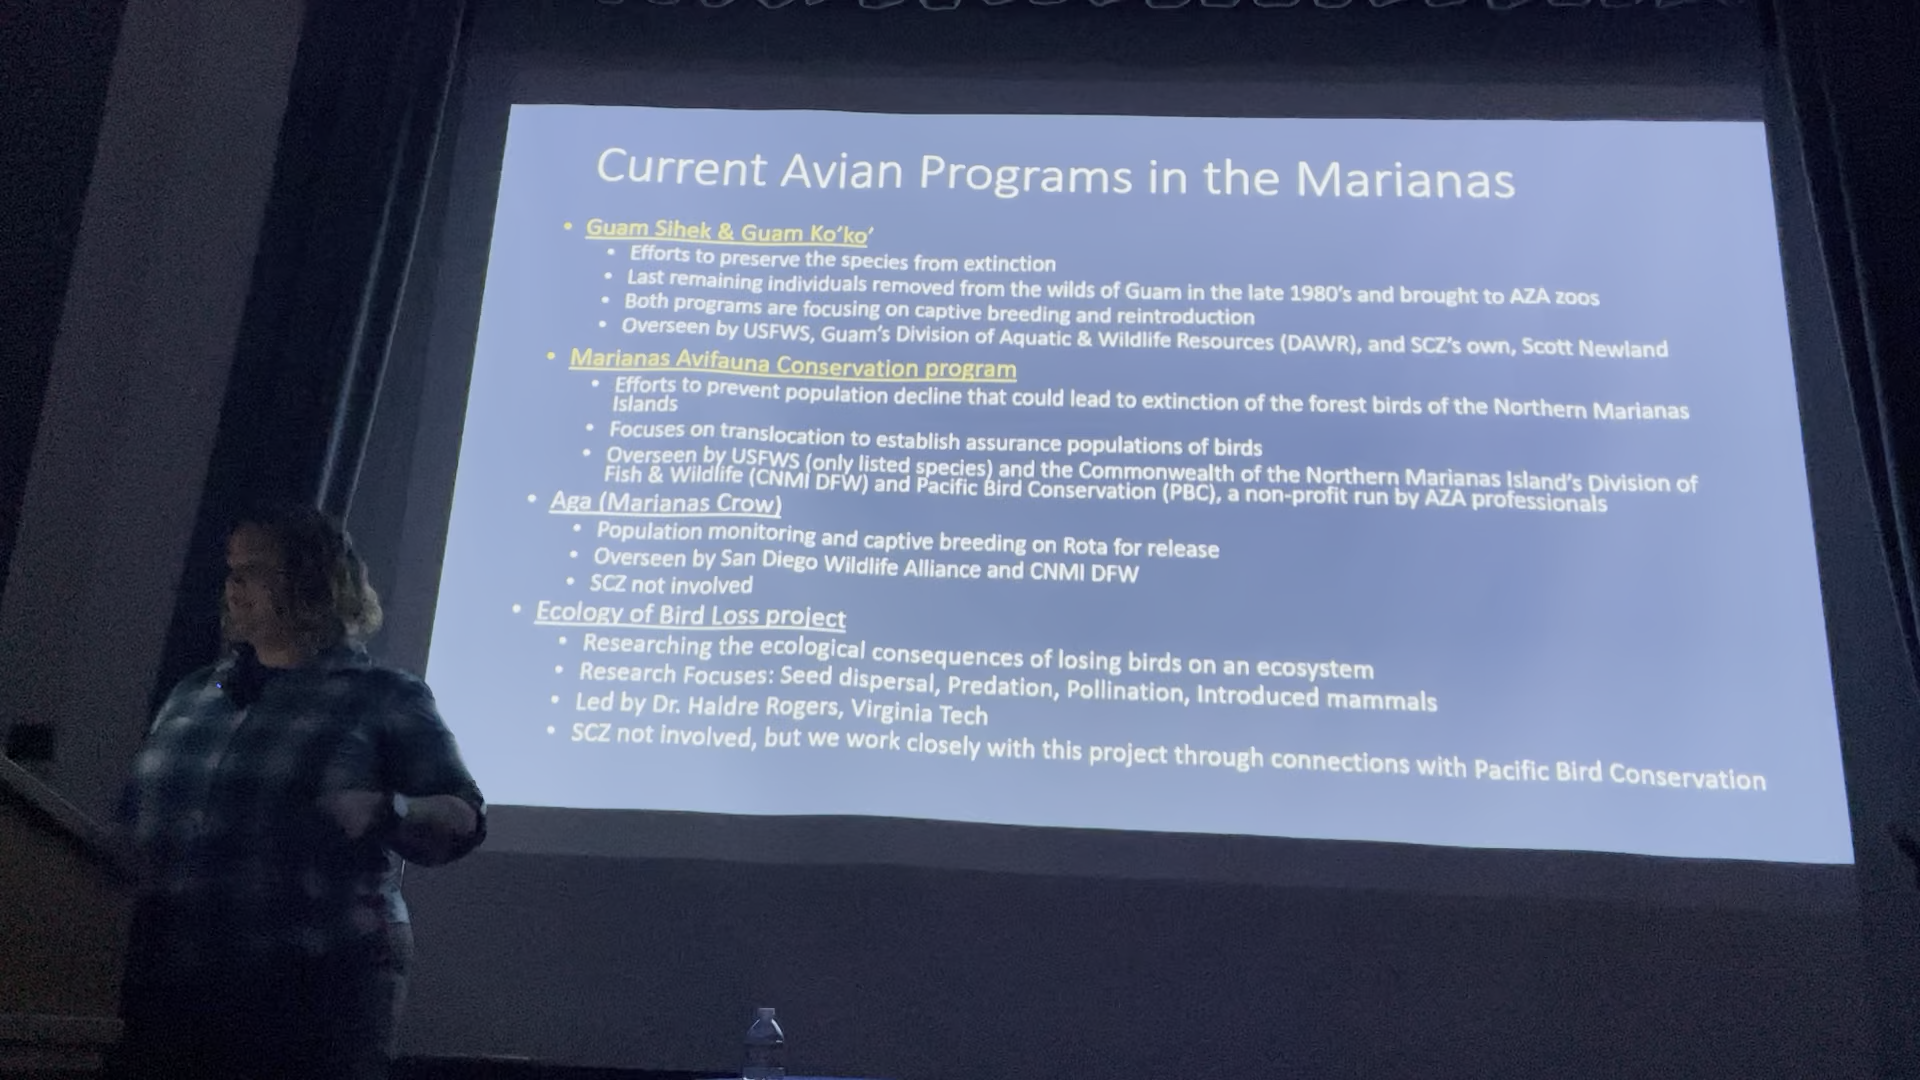 Current Avian Programs in the Marianas
• Guam Sihek & Guam Ko'ko'
• Efforts to preserve the species from extinction
• Last remaining individuals removed from the wilds of Guam in the late 1980's and brought to AZA zoos
• Both programs are focusing on captive breeding and reintroduction
• Overseen by USFWS, Guam's Division of Aquatic & Wildlife Resources (DAWR), and SCZ's own, Scott Newland
• Marianas Avifauna Conservation program
• Efforts to prevent population decline that could lead to extinction of the forest birds of the Northern Marianas
Islands
• Focuses on translocation to establish assurance populations of birds
• Overseen by USFWS (only listed species) and the Commonwealth of the Northern Marianas Island's Division of
Fish & Wildlife (CNMI DFW) and Pacific Bird Conservation (PBC), a non-profit run by AZA professionals
• Aga (Marianas Crow)
• Population monitoring and captive breeding on Rota for release
• Overseen by San Diego Wildlife Alliance and CNMI DFW
• SCZ not involved
• Ecology of Bird Loss project
• Researching the ecological consequences of losing birds on an ecosystem
• Research Focuses: Seed dispersal, Predation, Pollination, Introduced mammals
• Led by Dr. Haldre Rogers, Virginia Tech
• SCZ not involved, but we work closely with this project through connections with Pacific Bird Conservation